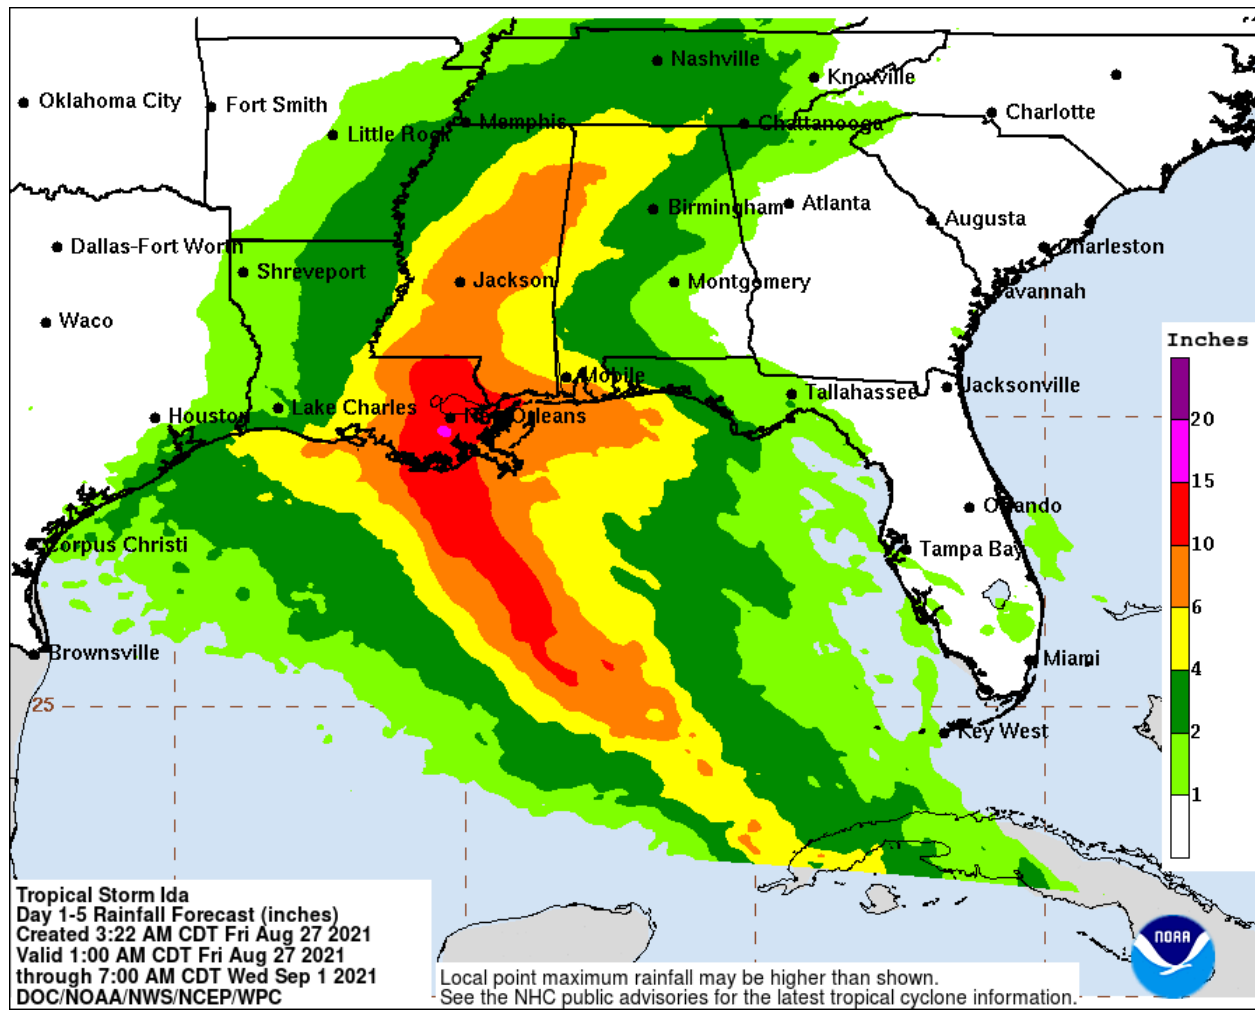 Nashville
Knoxville
Oklahoma City
Fort Smith
Charlotte
Memphis
Chattanooga
Little Rock
Atlanta
Birmingham
Augusta
Dallas-Fort Worth
Charleston
Shreveport
Jackson
Montgomery
Savannah
Waco
Inches
Mobile
Jacksonville
Tallahassee
Lake Charles
Houston
New Orleans
20
15
Orlando
10
Corpus Christi
Tampa Bay
6
Brownsville
Miami
4
25
Key West
2
1
Tropical Storm Ida
Day 1-5 Rainfall Forecast (inches)
Created 3:22 AM CDT Fri Aug 27 2021
Valid 1:00 AM CDT Fri Aug 27 2021
through 7:00 AM CDT Wed Sep 1 2021
DOC/NOAA/NWS/NCEP/WPC
Local point maximum rainfall may be higher than shown.
See the NHC public advisories for the latest tropical cyclone information.
NOAA